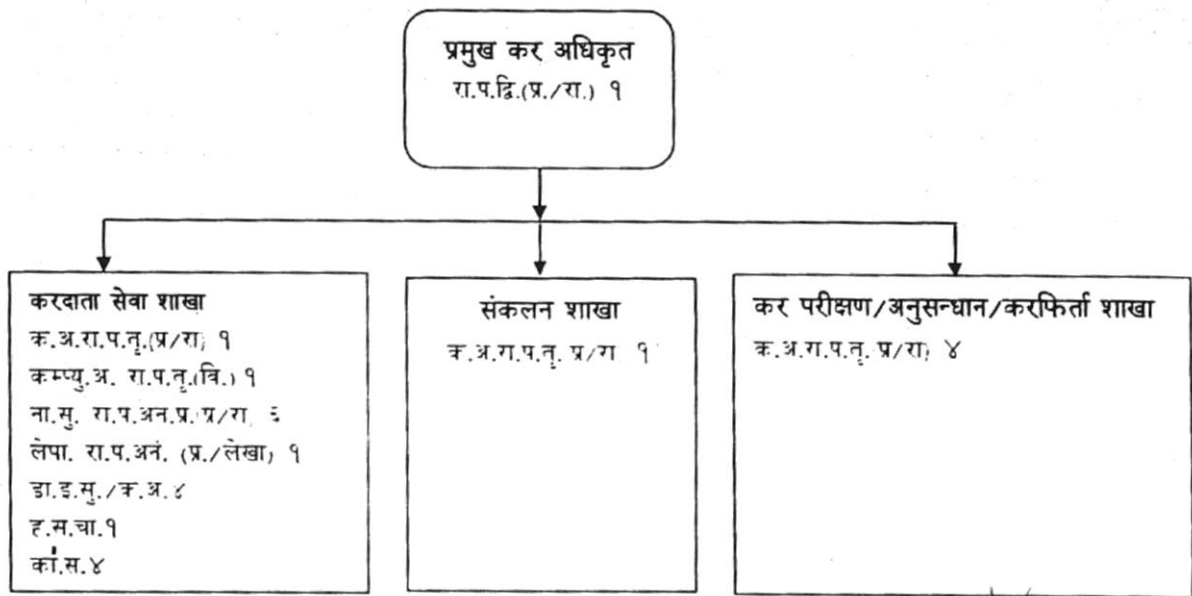 प्रमुख कर अधिकृत
रा.प.द्वि.(प्र./रा.) १
करदाता सेवा शाखा
क.अ.रा.प.तृ.(प्र/रा) १
कम्प्यु.अ. रा.प.तृ.(वि.) १
ना.सु. रा.प.अन.प्र. प्र/रा
लेपा. रा.प.अनं. (प्र./लेखा) १
डा.इ.सु./क.अ.४
ह.स.चा.१
का.स.४
संकलन शाखा
क.अ.रा.प.तृ. प्र/रा १
कर परीक्षण/अनुसन्धान/करफिर्ता शाखा
क.अ.रा.प.तृ. प्र/रा) ४